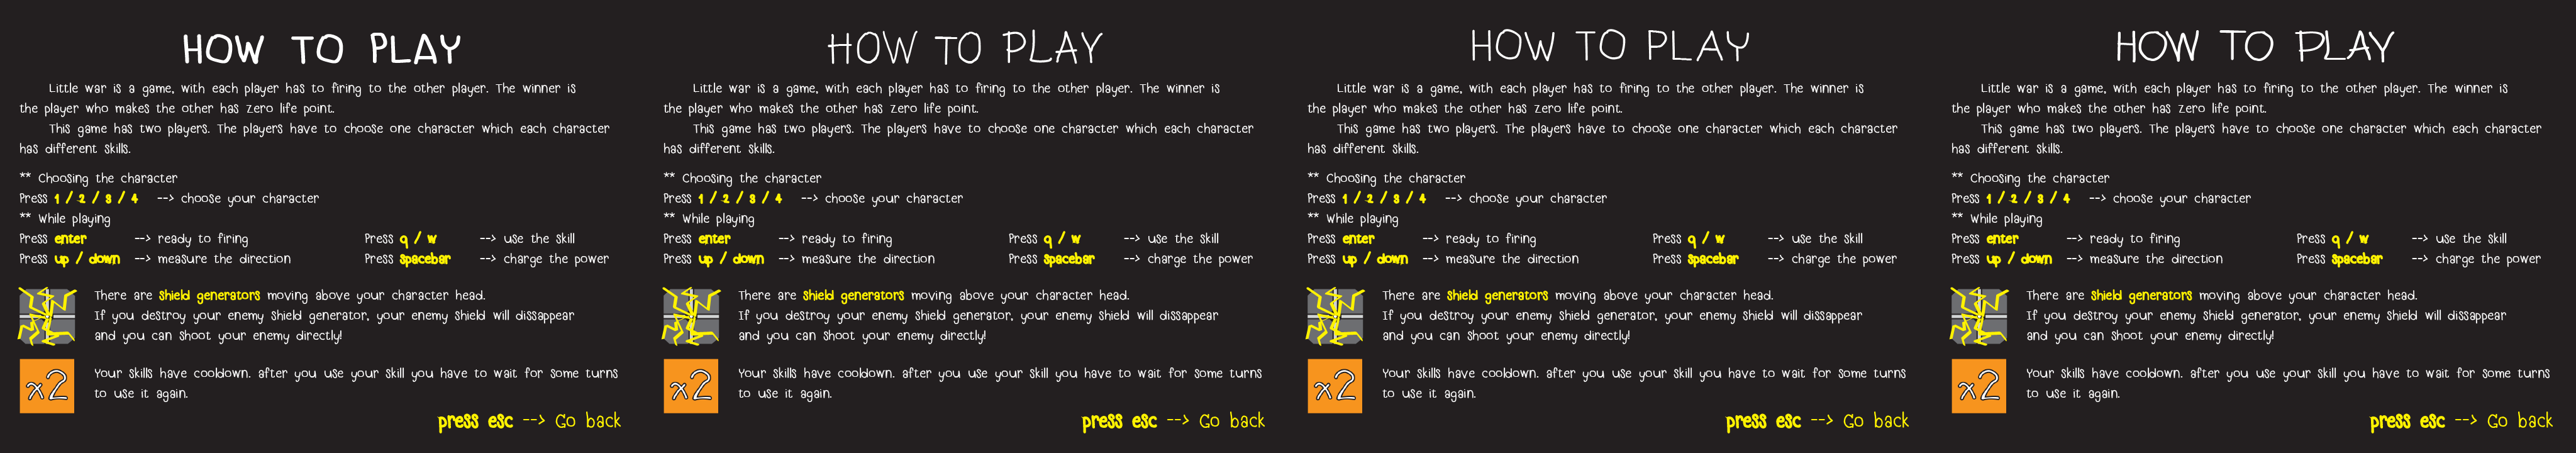 HOW TO PLAY
Little war is a game, with each player has to firing to the other player. The winner is
the player who makes the other has zero life point.
This game has two players. The players have to choose one character which each character
has different skills.
** Choosing the character
Press 1 / 2 / 3 / 4 --> choose your character
** While playing
Press enter --> ready to firing Press q / w --> use the skill
Press up / down --> measure the direction Press spacebar --> charge the power
There are shield generators moving above your character head.
If you destroy your enemy shield generator, your enemy shield will dissappear
and you can shoot your enemy directly!
x2
Your skills have cooldown. after you use your skill you have to wait for some turns
to use it again.
press esc --> Go back
HOW TO PLAY
Little war is a game, with each player has to firing to the other player. The winner is
the player who makes the other has zero life point.
This game has two players. The players have to choose one character which each character
has different skills.
** Choosing the character
Press 1 / 2 / 3 / 4 --> choose your character
** While playing
Press enter --> ready to firing Press q / w --> use the skill
Press up / down --> measure the direction Press spacebar --> charge the power
There are shield generators moving above your character head.
If you destroy your enemy shield generator, your enemy shield will dissappear
and you can shoot your enemy directly!
x2
Your skills have cooldown. after you use your skill you have to wait for some turns
to use it again.
press esc --> Go back
HOW TO PLAY
Little war is a game, with each player has to firing to the other player. The winner is
the player who makes the other has zero life point.
This game has two players. The players have to choose one character which each character
has different skills.
** Choosing the character
Press 1 / 2 / 3 / 4 --> choose your character
** While playing
Press enter --> ready to firing Press q / w --> use the skill
Press up / down --> measure the direction Press spacebar --> charge the power
There are shield generators moving above your character head.
If you destroy your enemy shield generator, your enemy shield will dissappear
and you can shoot your enemy directly!
x2
Your skills have cooldown. after you use your skill you have to wait for some turns
to use it again.
press esc --> Go back
HOW TO PLAY
Little war is a game, with each player has to firing to the other player. The winner is
the player who makes the other has zero life point.
This game has two players. The players have to choose one character which each character
has different skills.
** Choosing the character
Press 1 / 2 / 3 / 4 --> choose your character
** While playing
Press enter --> ready to firing Press q / w --> use the skill
Press up / down --> measure the direction Press spacebar --> charge the power
There are shield generators moving above your character head.
If you destroy your enemy shield generator, your enemy shield will dissappear
and you can shoot your enemy directly!
x2
Your skills have cooldown. after you use your skill you have to wait for some turns
to use it again.
press esc --> Go back